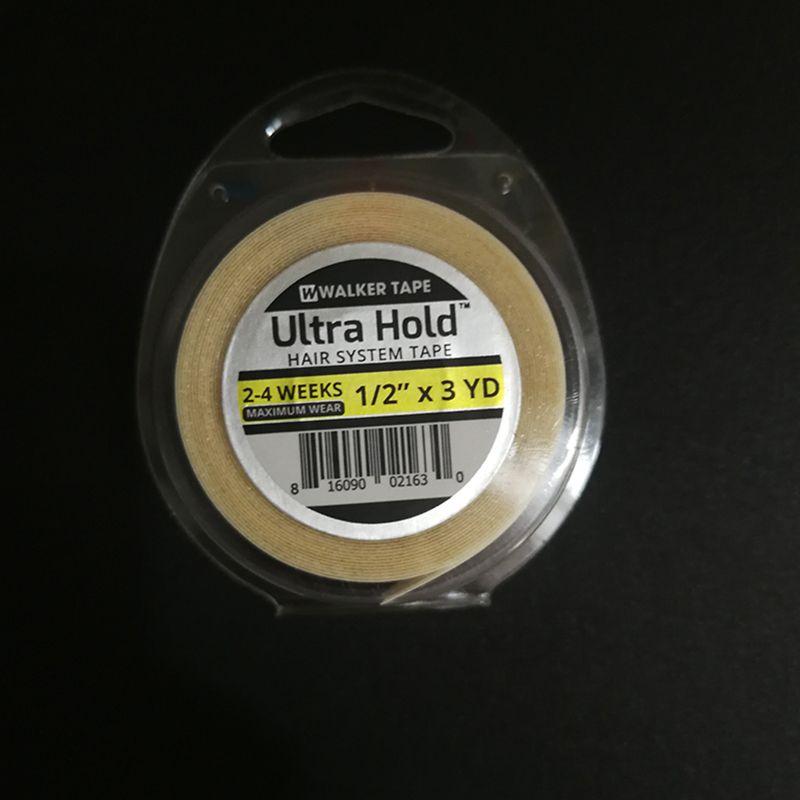 W WALKER TAPE
Ultra Hold™
HAIR SYSTEM TAPE
2-4 WEEKS
MAXIMUM WEAR
1/2" x 3 YD
8 16090 02163 0